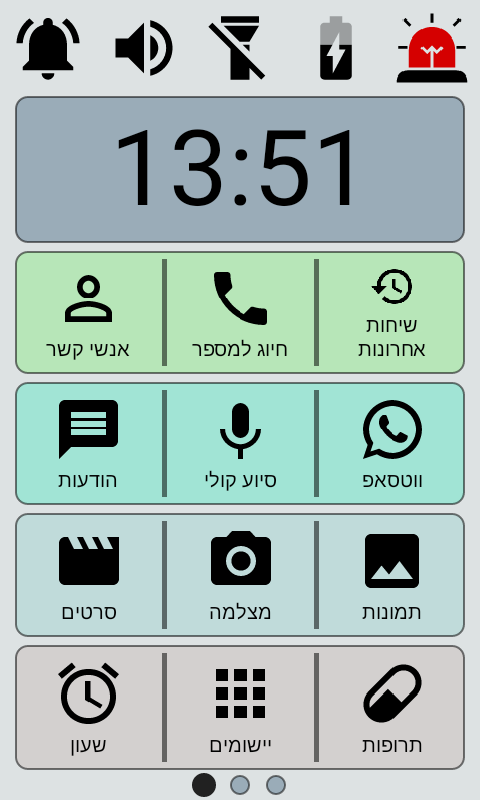 13:51
שיחות
אחרונות
חיוג למספר
אנשי קשר
ווטסאפ
סיוע קולי
הודעות
תמונות
מצלמה
סרטים
תרופות
יישומים
שעון